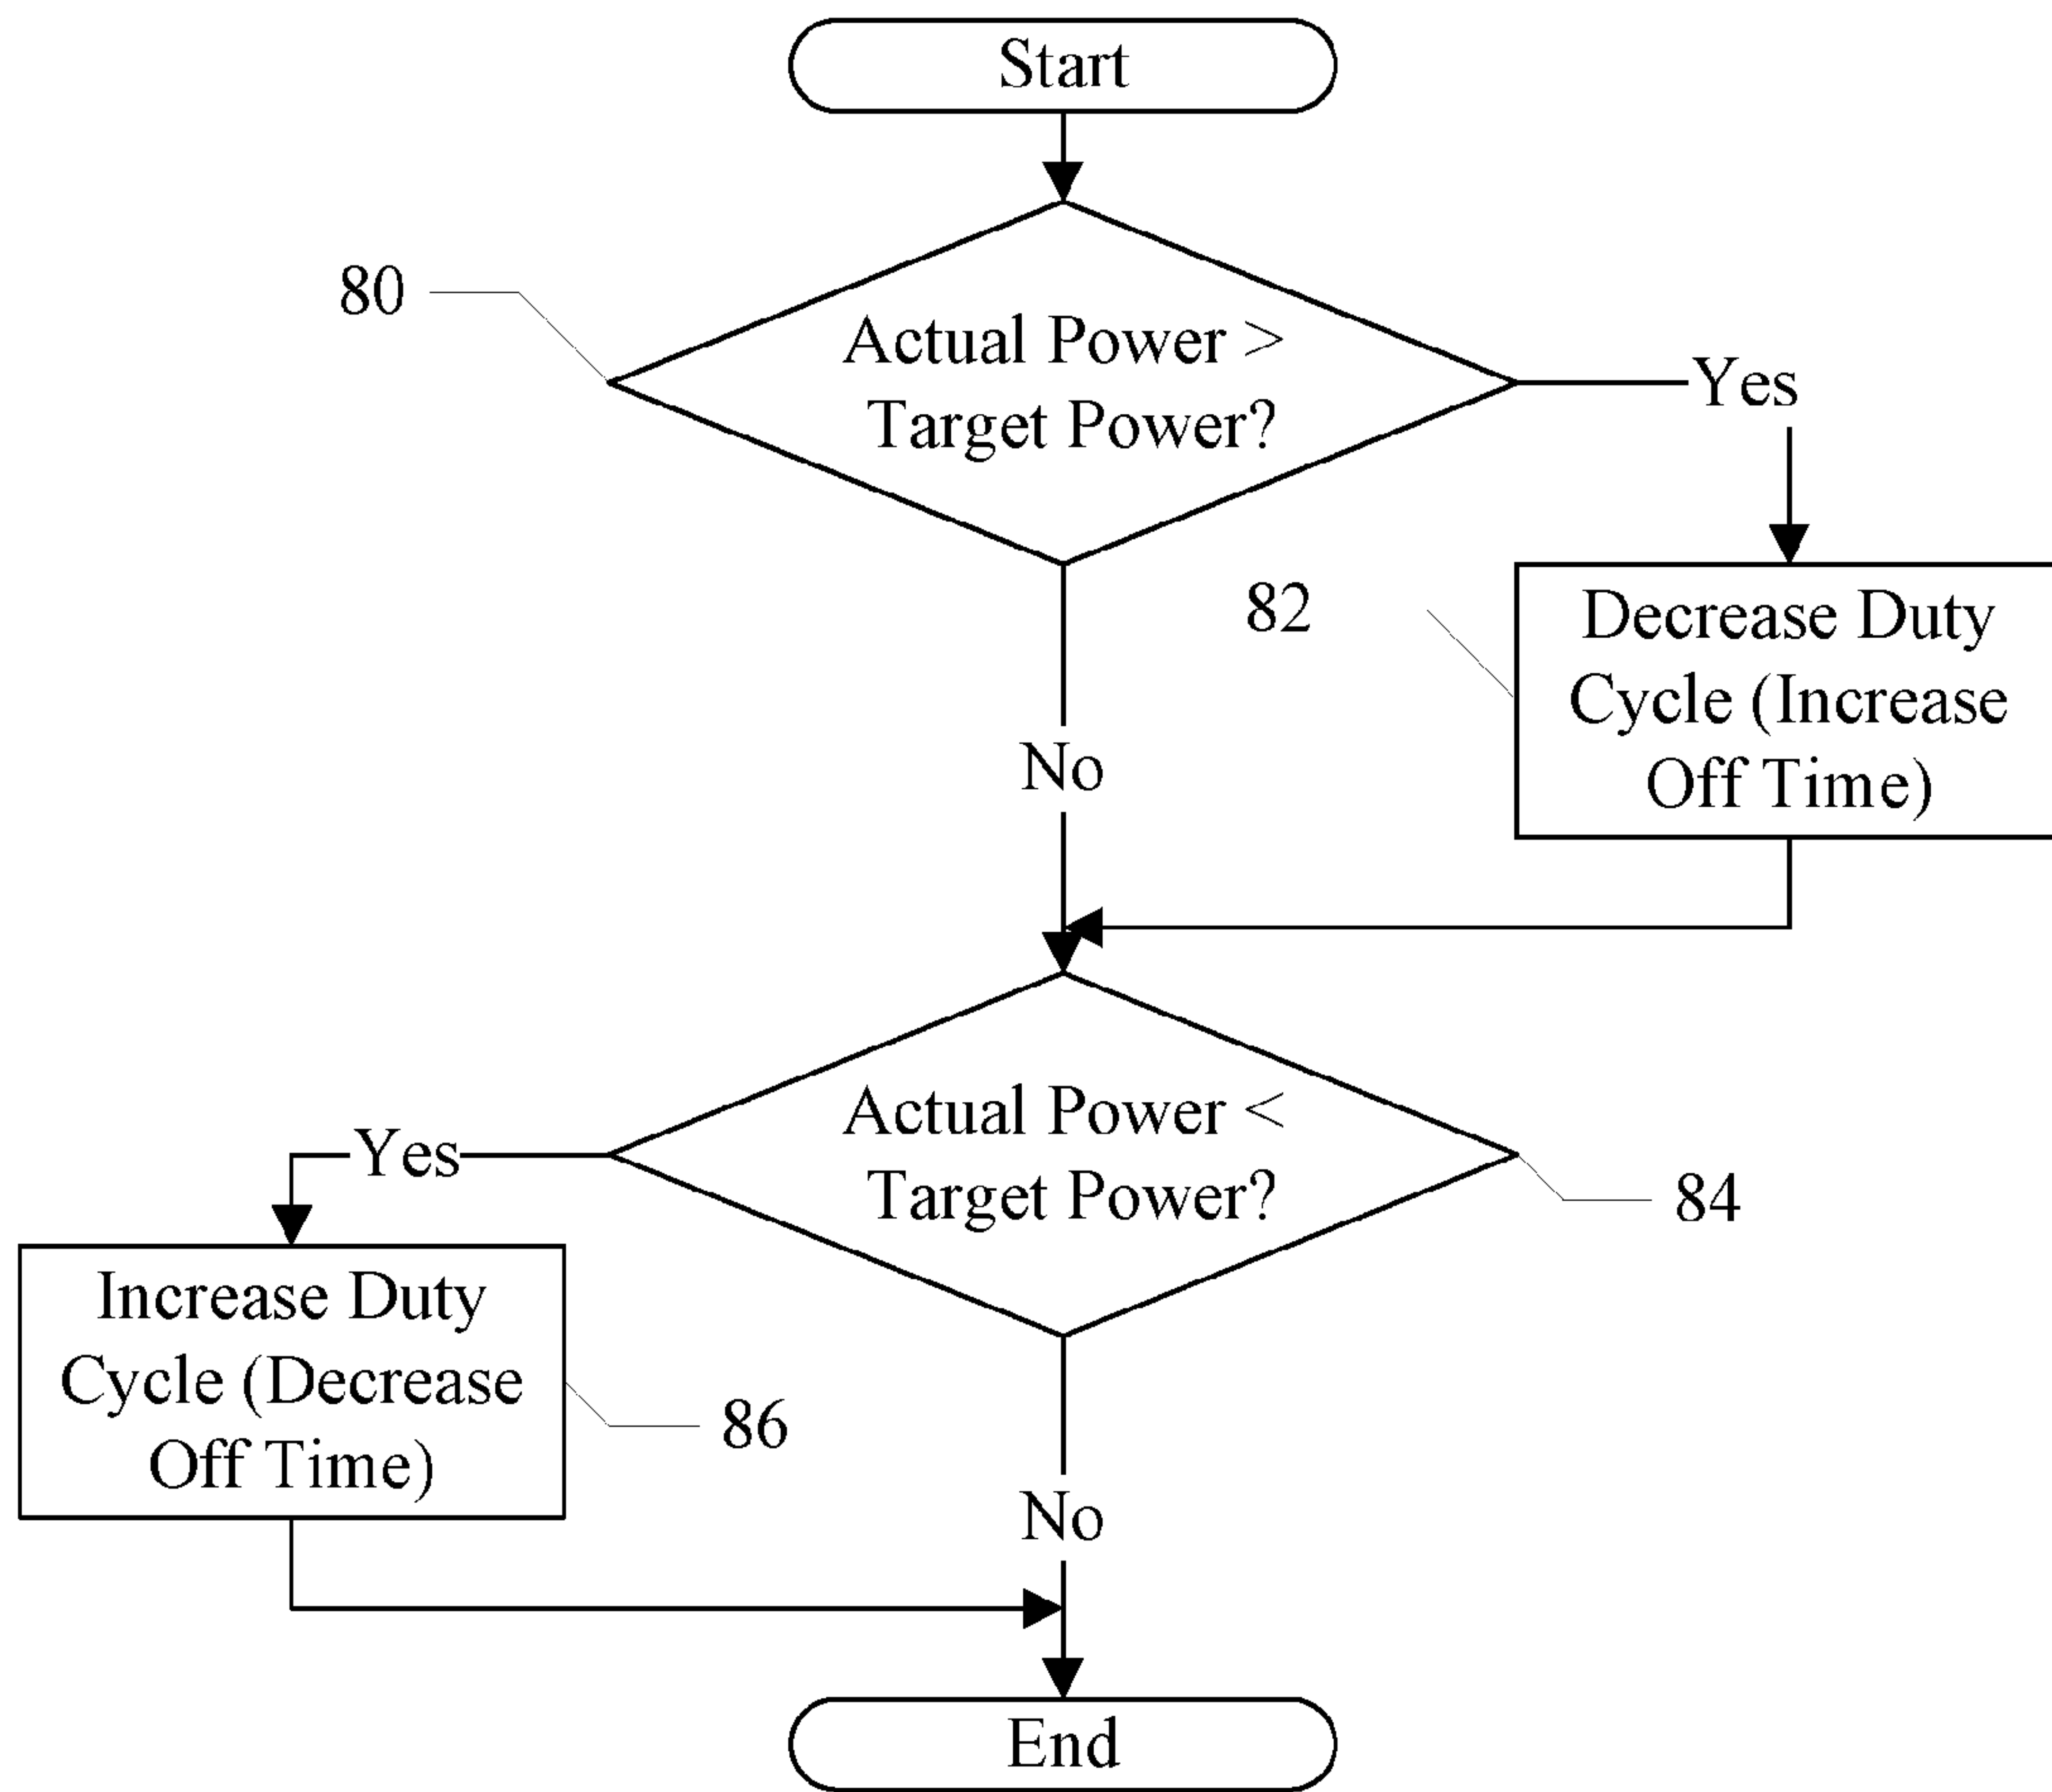 Start
80
Actual Power >
Target Power?
Yes
82
Decrease Duty
Cycle (Increase
Off Time)
No
Actual Power <
Target Power?
Yes
84
Increase Duty
Cycle (Decrease
Off Time)
86
No
End